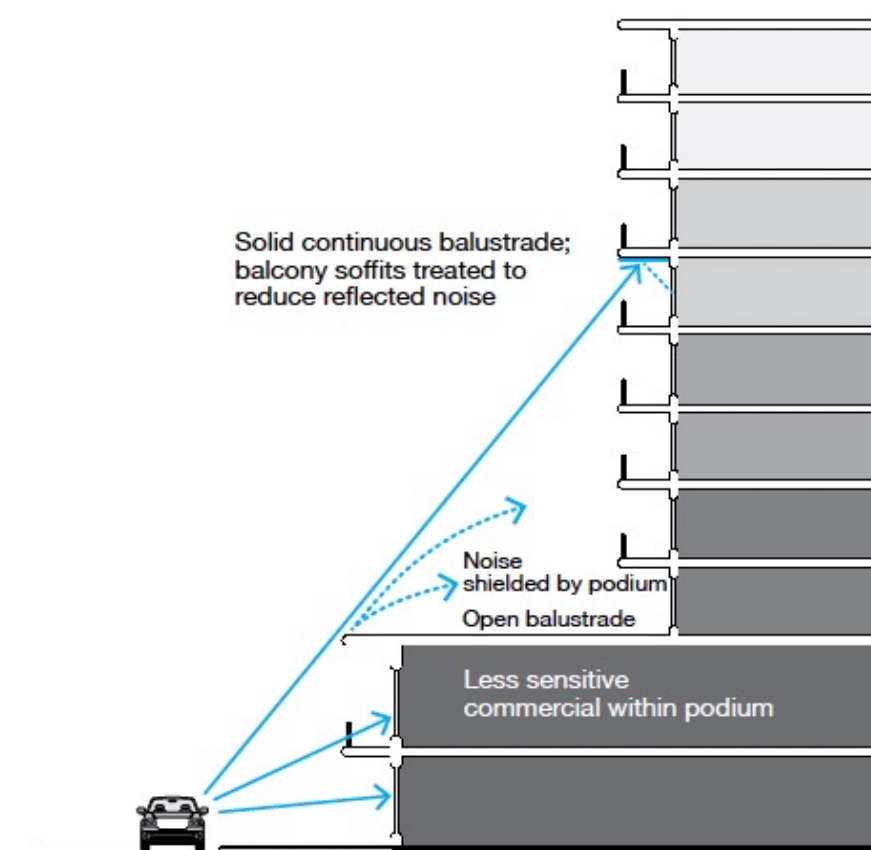 Solid continuous balustrade;
balcony soffits treated to
reduce reflected noise
Noise
shielded by podium
Open balustrade
Less sensitive
commercial within podium